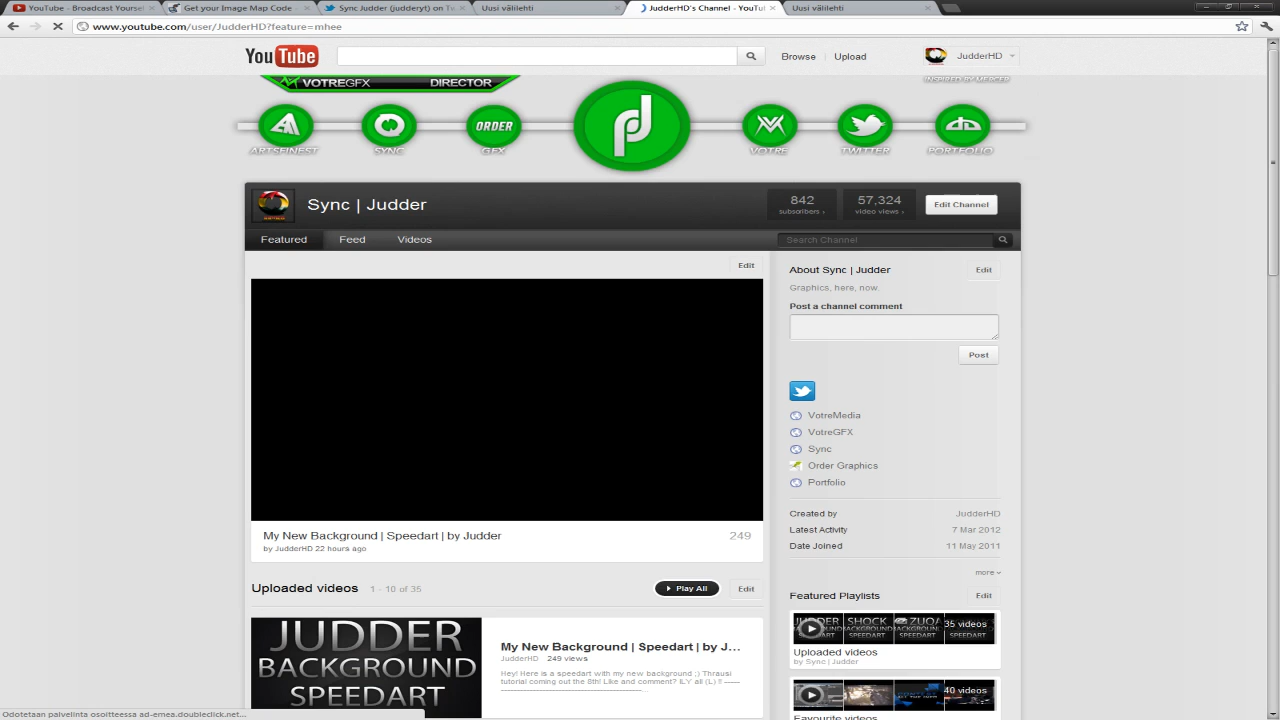 YouTube - Broadcast Yoursel
Get your Image Map Code -
Sync Judder (judderyt) on Tw
Uusi välilehti
JudderHD's Channel - YouTu
Uusi välilehti
www.youtube.com/user/JudderHD?feature=mhee
YouTube
Browse
Upload
JudderHD
INSPIRED BY MERCER
VOTREGFX
DIRECTOR
ORDER
ARTSFINEST
SYNC
GFX
VOTRE
TWITTER
PORTFOLIO
Sync | Judder
842
subscribers ›
57,324
video views ›
Edit Channel
Featured
Feed
Videos
Search Channel
Edit
My New Background | Speedart | by Judder
249
by JudderHD 22 hours ago
Uploaded videos
1 - 10 of 35
Play All
Edit
JUDDER
BACKGROUND
SPEEDART
My New Background | Speedart | by J...
JudderHD 249 views
Hey! Here is a speedart with my new background ;) Thrausi
tutorial coming out the 8th! Like and comment? ILY all (L) !!
About Sync | Judder
Edit
Graphics, here, now.
Post a channel comment
Post
VotreMedia
VotreGFX
Sync
Order Graphics
Portfolio
Created by
JudderHD
Latest Activity
7 Mar 2012
Date Joined
11 May 2011
more
Featured Playlists
Edit
35 videos
Uploaded videos
by Sync | Judder
40 videos
Favourite videos
Odotetaan palvelinta osoitteessa ad-emea.doubleclick.net...